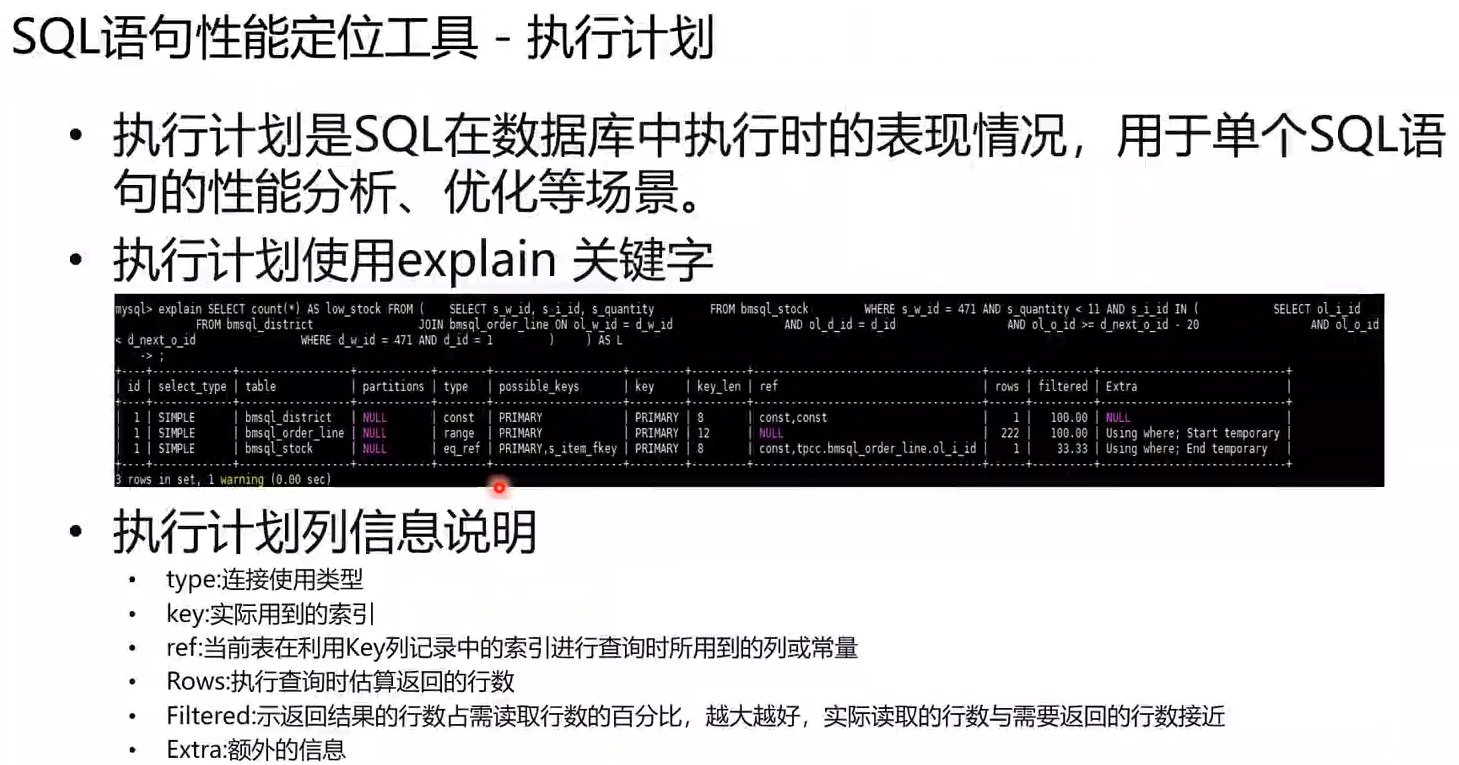 SQL语句性能定位工具 - 执行计划
• 执行计划是SQL在数据库中执行时的表现情况，用于单个SQL语
句的性能分析、优化等场景。
• 执行计划使用explain 关键字
mysql> explain SELECT count(*) AS low_stock FROM (    SELECT s_w_id, s_i_id, s_quantity        FROM bmsql_stock        WHERE s_w_id = 471 AND s_quantity < 11 AND s_i_id IN (        SELECT ol_i_id
FROM bmsql_district        JOIN bmsql_order_line ON ol_w_id = d_w_id        AND ol_d_id = d_id        AND ol_o_id >= d_next_o_id - 20        AND ol_o_id
< d_next_o_id        WHERE d_w_id = 471 AND d_id = 1        )    ) AS L
-> ;
| id | select_type | table | partitions | type | possible_keys | key | key_len | ref | rows | filtered | Extra |
| 1 | SIMPLE | bmsql_district | NULL | const | PRIMARY | PRIMARY | 8 | const,const | 1 | 100.00 | NULL |
| 1 | SIMPLE | bmsql_order_line | NULL | range | PRIMARY | PRIMARY | 12 | NULL | 222 | 100.00 | Using where; Start temporary |
| 1 | SIMPLE | bmsql_stock | NULL | eq_ref | PRIMARY,s_item_fkey | PRIMARY | 8 | const,tpcc.bmsql_order_line.ol_i_id | 1 | 33.33 | Using where; End temporary |
3 rows in set, 1 warning (0.00 sec)
• 执行计划列信息说明
• type:连接使用类型
• key:实际用到的索引
• ref:当前表在利用Key列记录中的索引进行查询时所用到的列或常量
• Rows:执行查询时估算返回的行数
• Filtered:示返回结果的行数占需读取行数的百分比，越大越好，实际读取的行数与需要返回的行数接近
• Extra:额外的信息